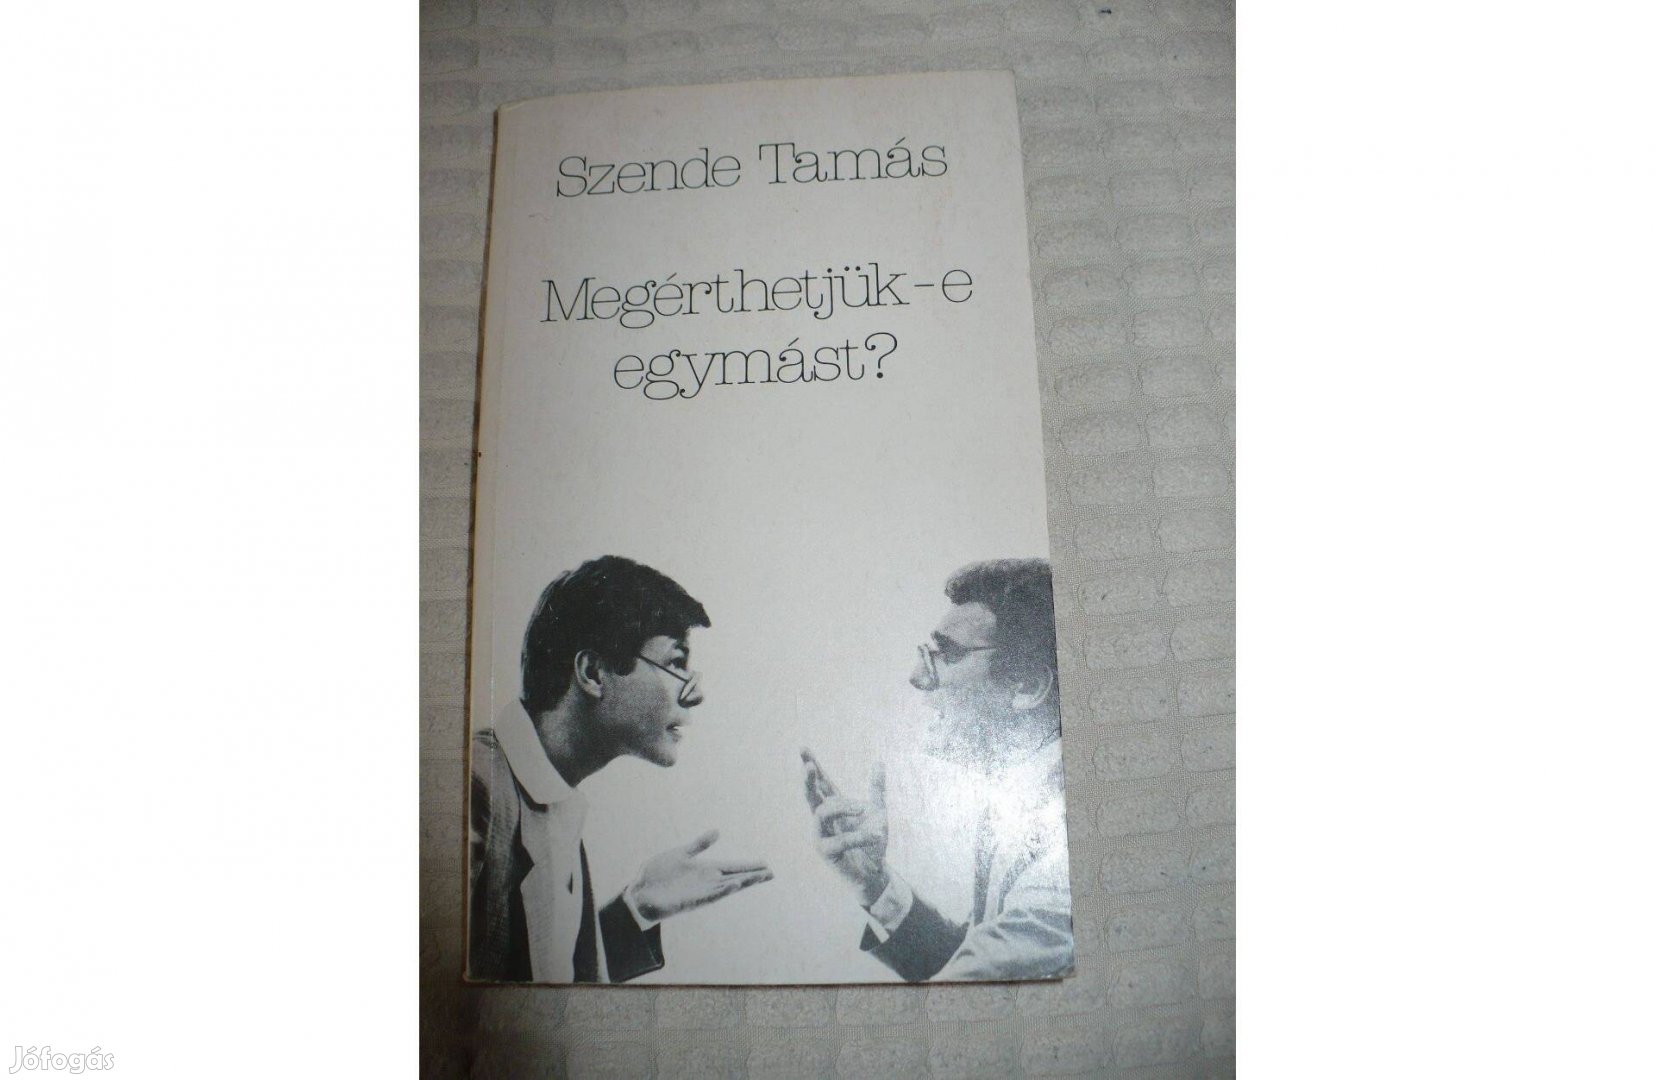 Szende Tamás
Megérthetjük-e
egymást?
Jófogás